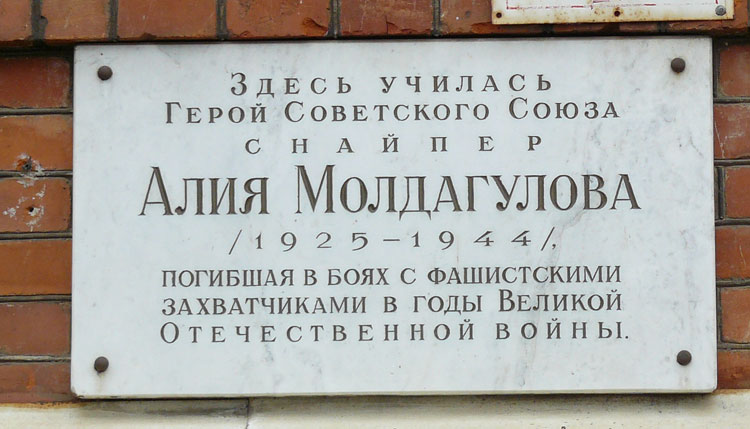 Здесь училась
Герой Советского Союза
снайпер
Алия Молдагулова
/1925–1944/,
погибшая в боях с фашистскими
захватчиками в годы Великой
Отечественной войны.